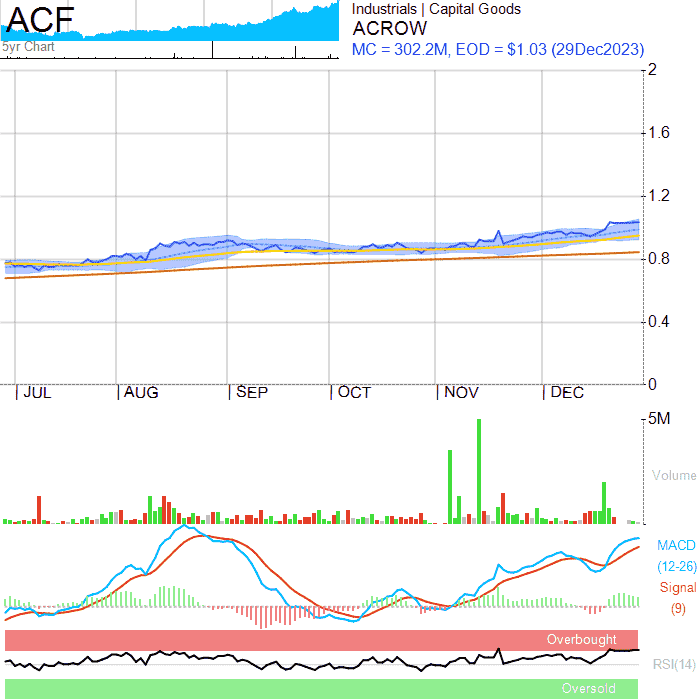 ACF
5yr Chart
Industrials | Capital Goods
ACROW
MC = 302.2M, EOD = $1.03 (29Dec2023)
2
1.6
1.2
0.8
0.4
0
JUL AUG SEP OCT NOV DEC
5M
Volume
MACD
(12-26)
Signal
(9)
Overbought
RSI(14)
Oversold